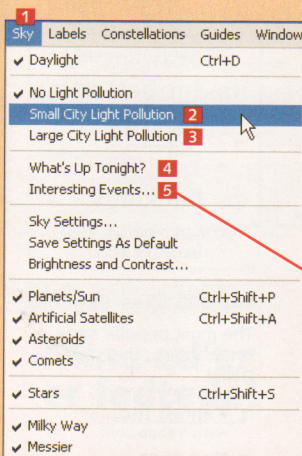 1
Sky Labels Constellations Guides Window
✔ Daylight Ctrl+D
✔ No Light Pollution
Small City Light Pollution 2
Large City Light Pollution 3
What's Up Tonight? 4
Interesting Events... 5
Sky Settings...
Save Settings As Default
Brightness and Contrast...
✔ Planets/Sun Ctrl+Shift+P
✔ Artificial Satellites Ctrl+Shift+A
✔ Asteroids
✔ Comets
✔ Stars Ctrl+Shift+S
✔ Milky Way
✔ Messier